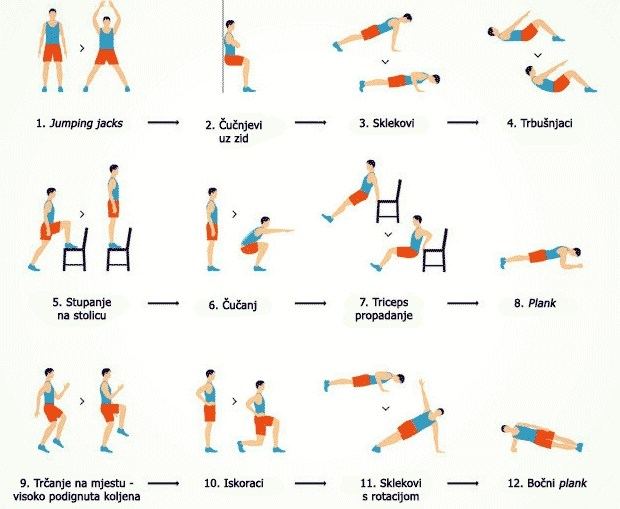 1. Jumping jacks
2. Čučnjevi
uz zid
3. Sklekovi
4. Trbušnjaci
5. Stupanje
na stolicu
6. Čučanj
7. Triceps
propadanje
8. Plank
9. Trčanje na mjestu -
visoko podignuta koljena
10. Iskoraci
11. Sklekovi
s rotacijom
12. Bočni plank